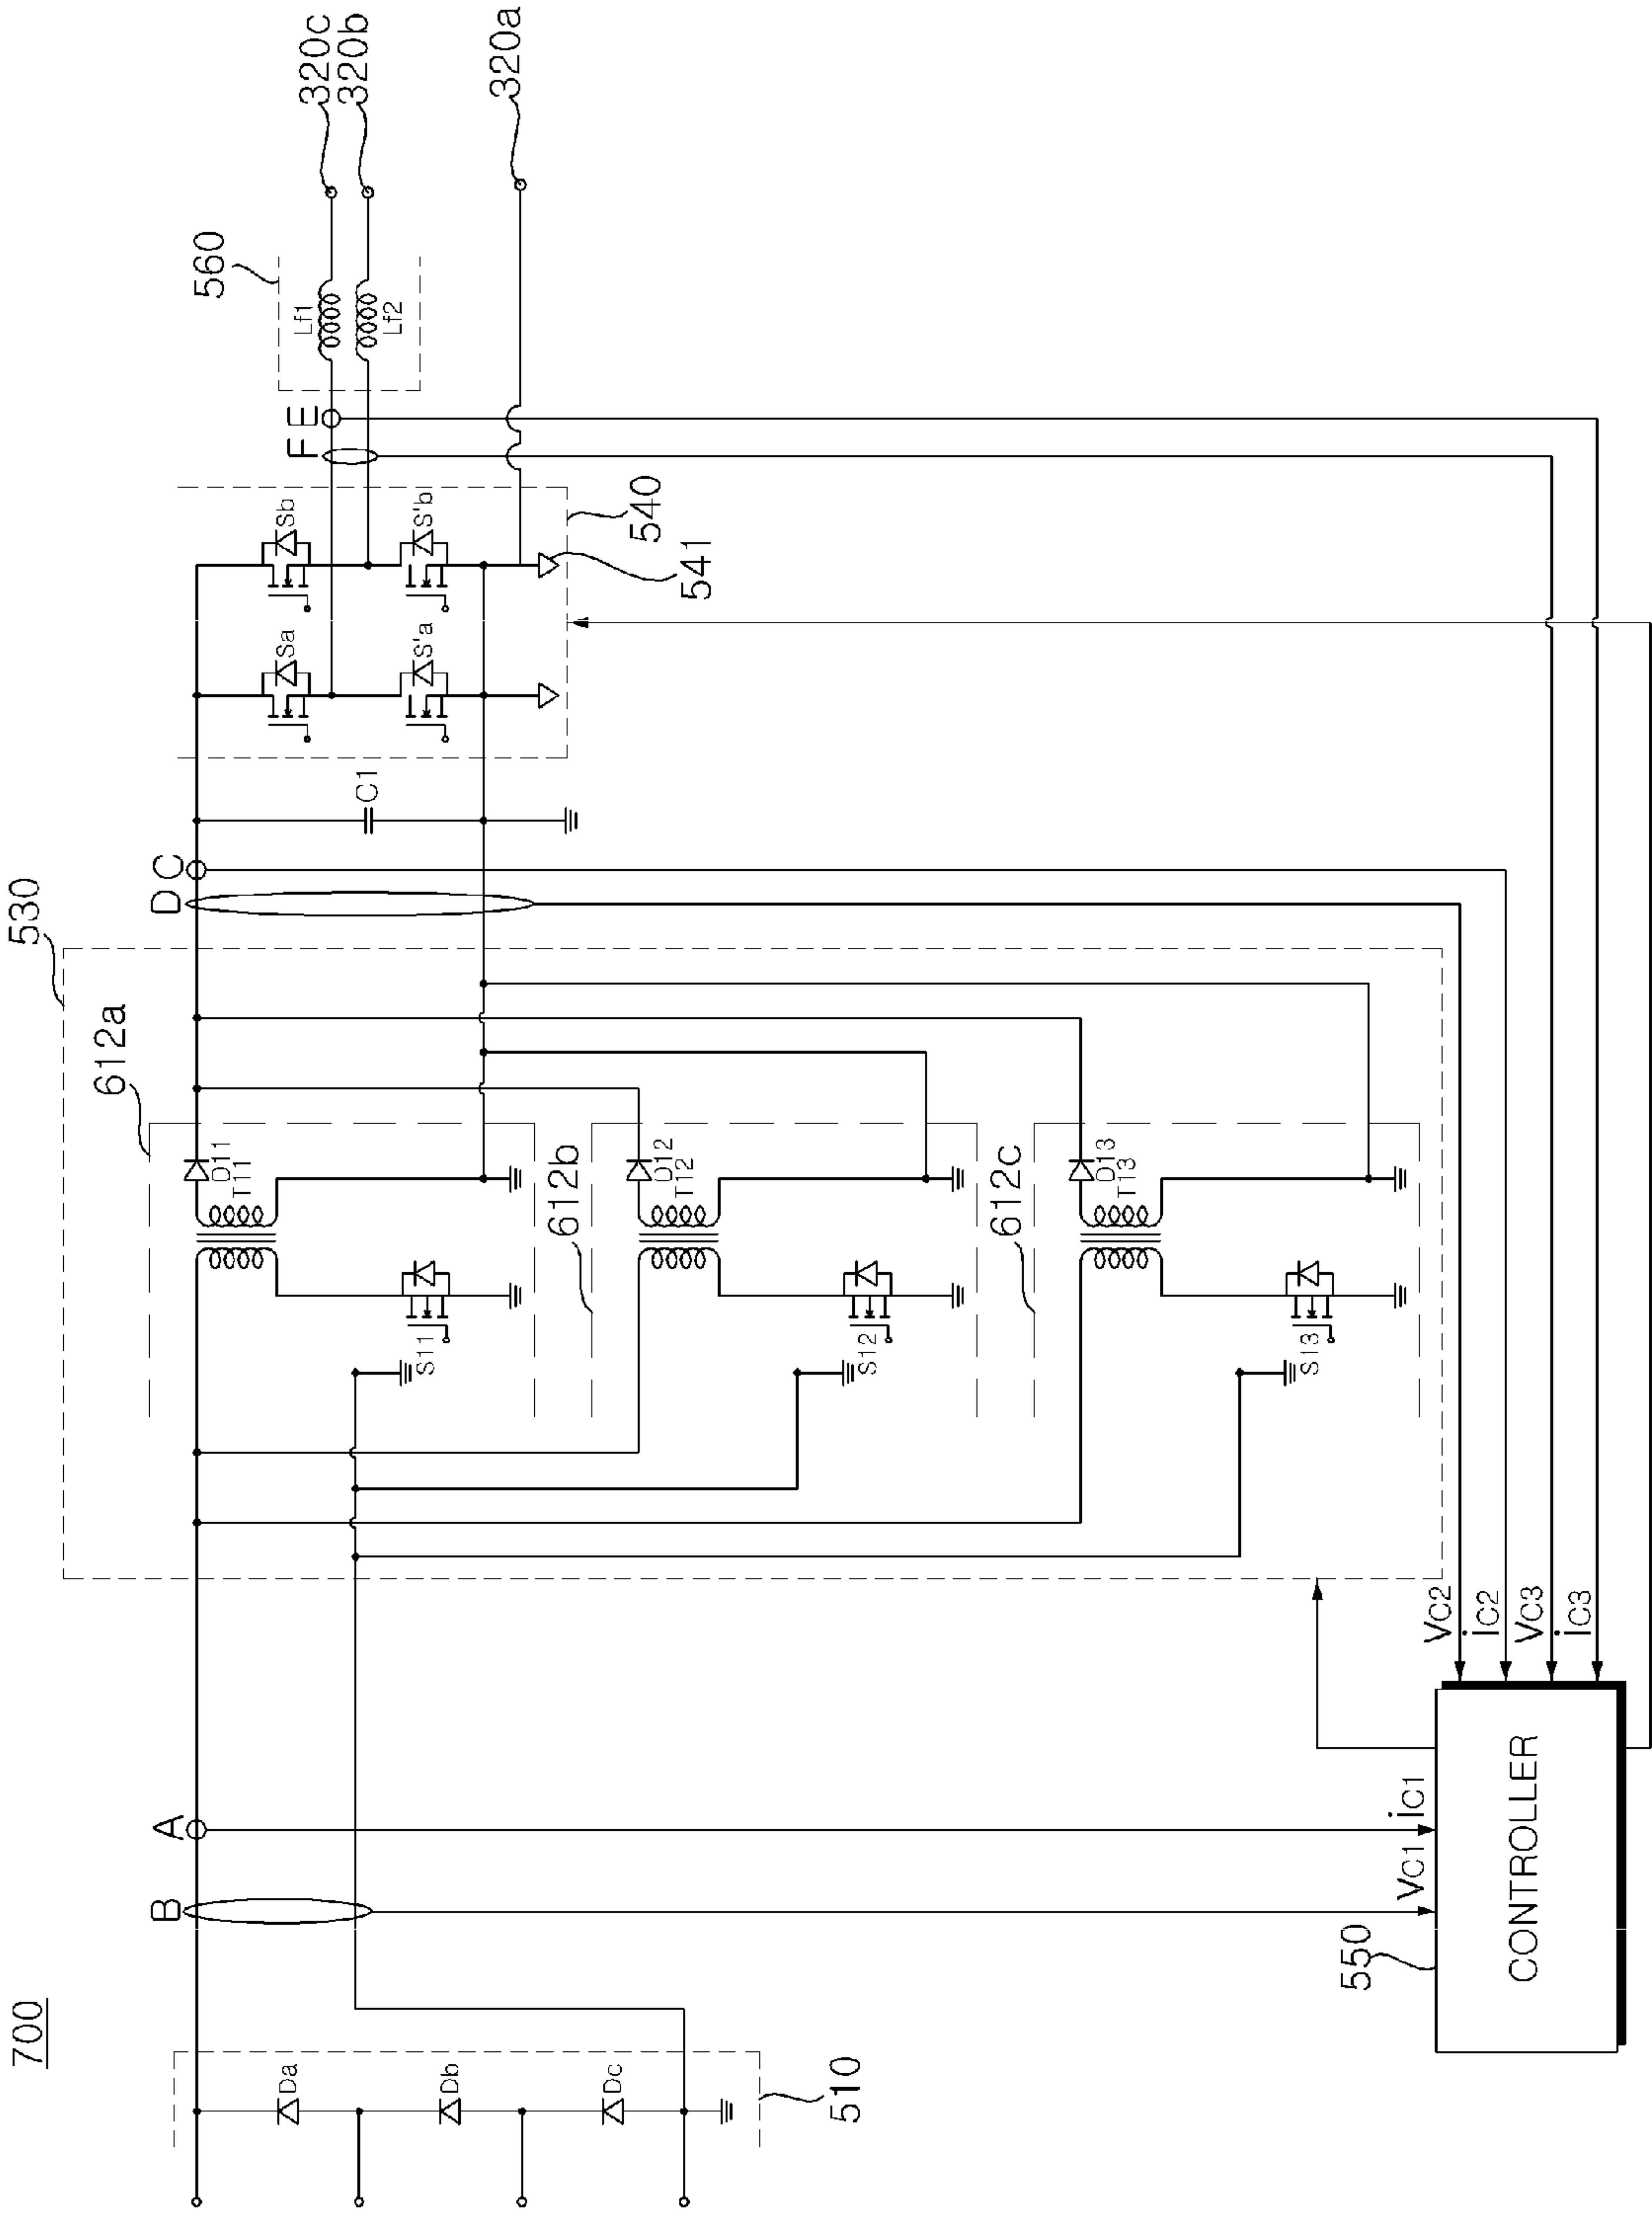 700
530
612a
D11
T11
S11
612b
D12
T12
S12
612c
D13
T13
S13
510
Da
Db
Dc
B
A
D
C
C1
Sa
S'a
Sb
S'b
540
541
F
E
560
Lf1
Lf2
320c
320b
320a
550
CONTROLLER
VC1
iC1
VC2
iC2
VC3
iC3